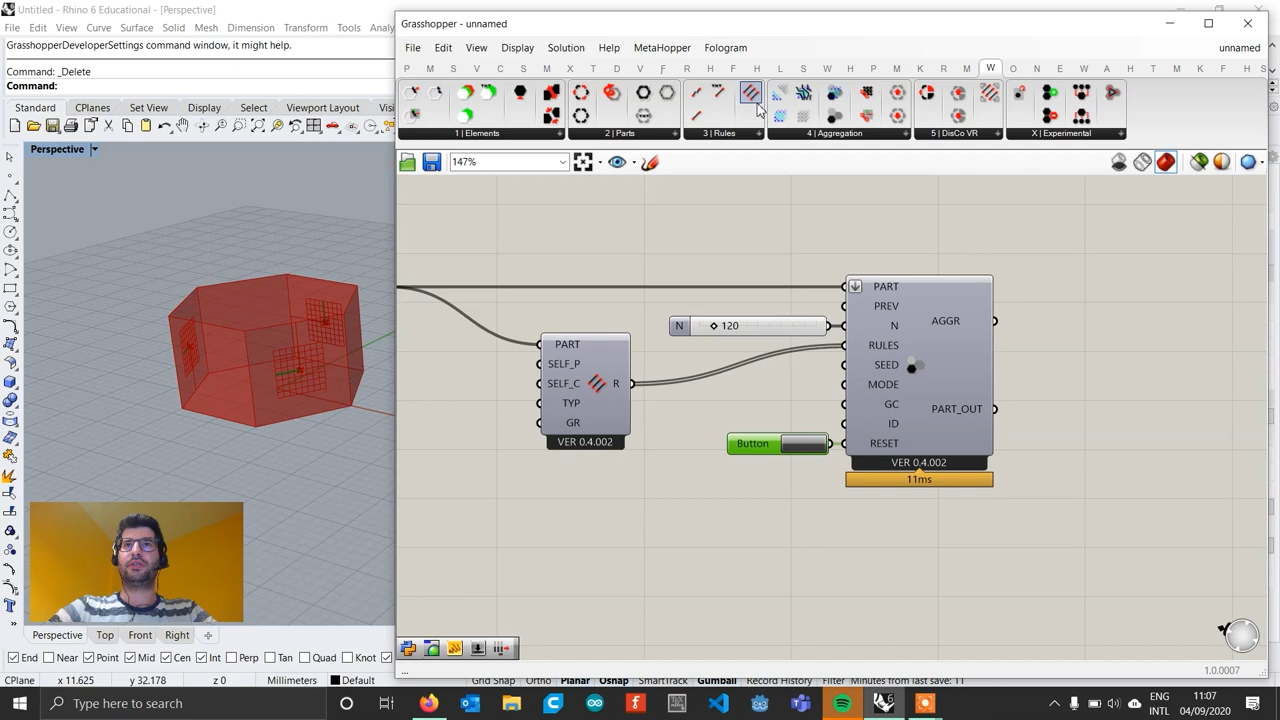 Untitled - Rhino 6 Educational - [Perspective]
File Edit View Curve Surface Solid Mesh Dimension Transform Tools Analy
GrasshopperDeveloperSettings command window, it might help.
Command: _Delete
Command:
Standard CPlanes Set View Display Select Viewport Layout
Perspective
Grasshopper - unnamed
File Edit View Display Solution Help MetaHopper Fologram unnamed
P M S V C S M A X T D V F P L R H F B L S W H P A R M W O N D E F G H S
1 | Elements 2 | Parts 3 | Rules 4 | Aggregation 5 | DisCo VR X | Experimental
147%
PART
SELF_P
SELF_C R
TYP
GR
VER 0.4.002
N 120
Button
PART
PREV
N
RULES
SEED
MODE
GC
ID
RESET
AGGR
PART_OUT
VER 0.4.002
11ms
...
1.0.0007
Perspective Top Front Right
End Near Point Mid Cen Int Perp Tan Quad Knot
CPlane x 11.625 y 32.178 z 0 Millimeters Default Grid Snap Ortho Planar Osnap SmartTrack Gumball Record History Filter Minutes from last save: 11
Type here to search
ENG
INTL
11:07
04/09/2020